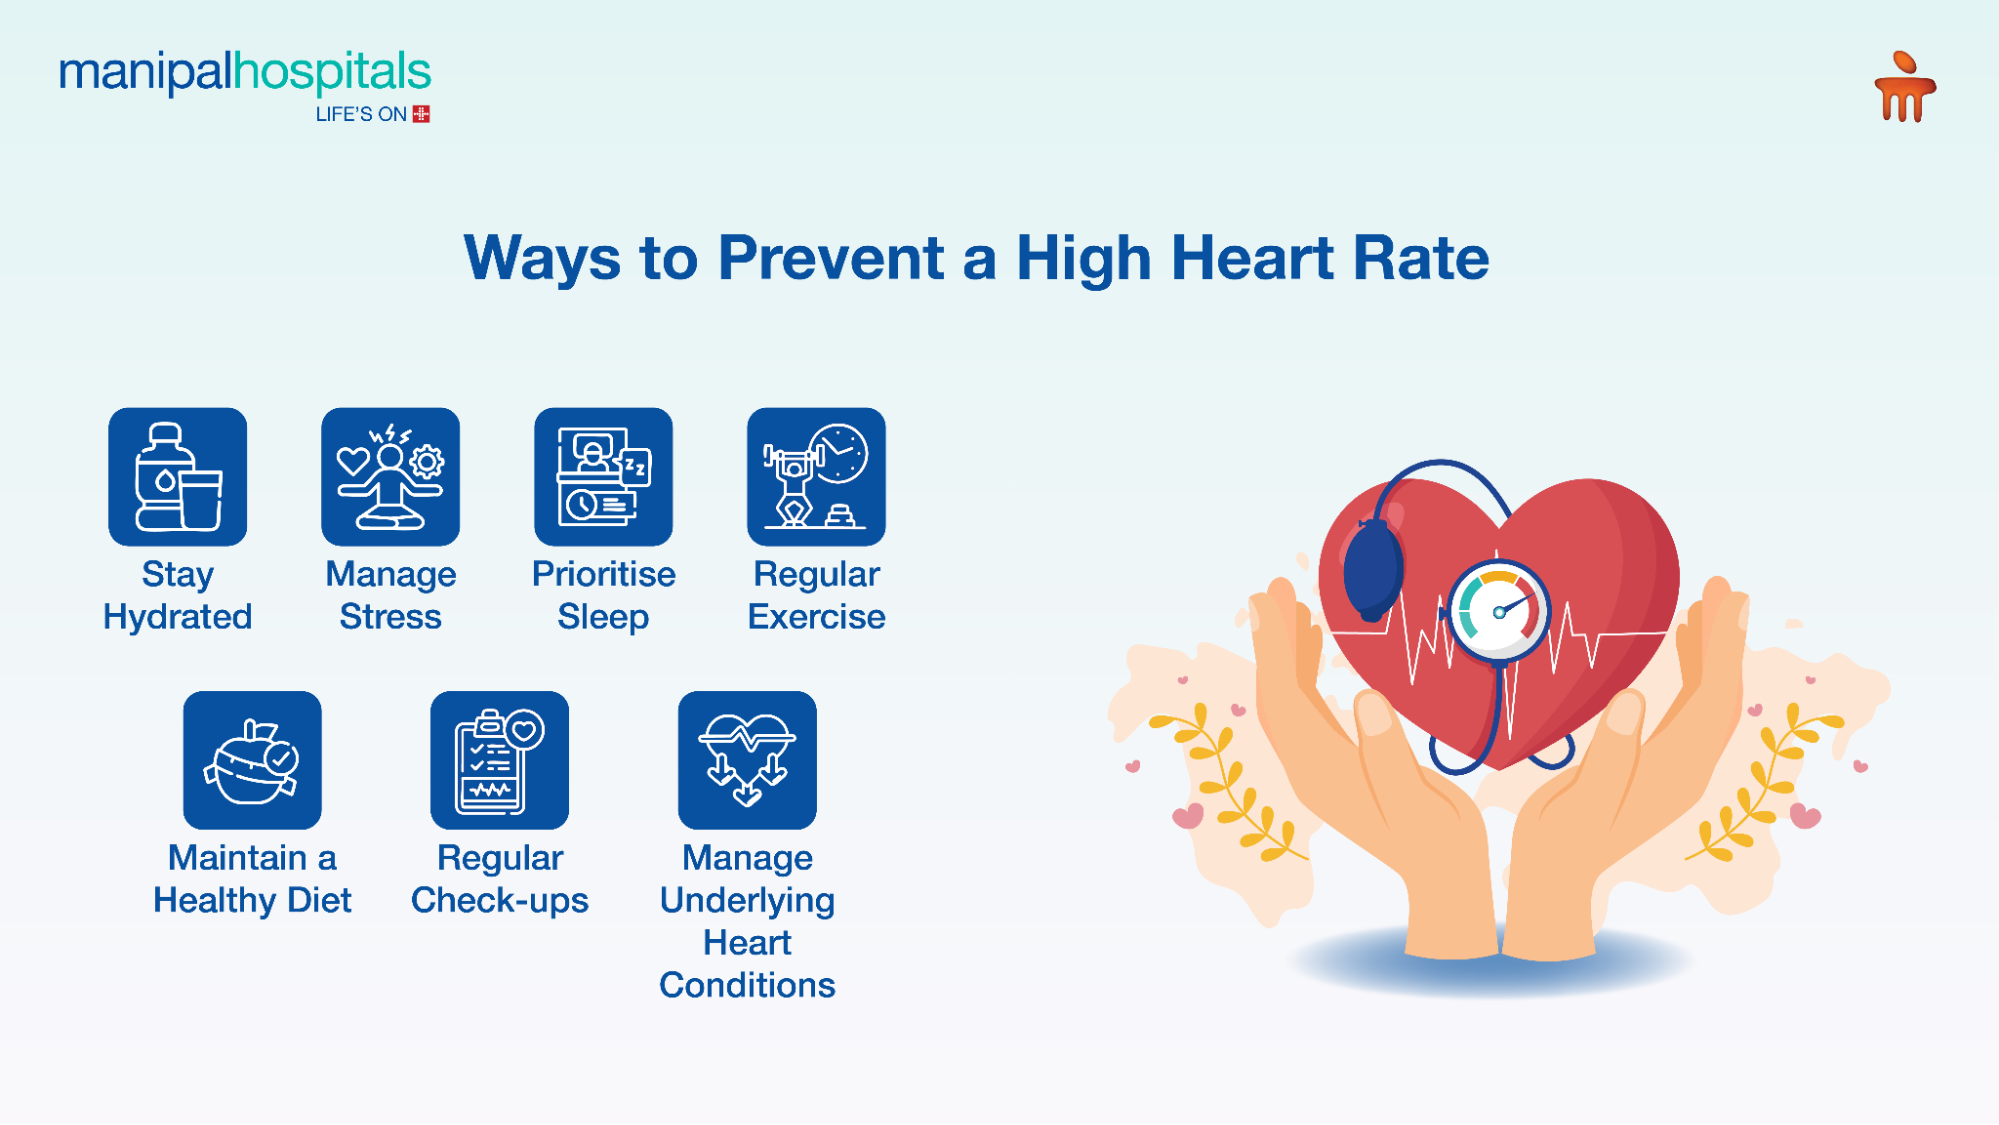 manipalhospitals
LIFE'S ON
Ways to Prevent a High Heart Rate
Stay
Hydrated
Manage
Stress
zz
Prioritise
Sleep
Regular
Exercise
Maintain a
Healthy Diet
Regular
Check-ups
Manage
Underlying
Heart
Conditions